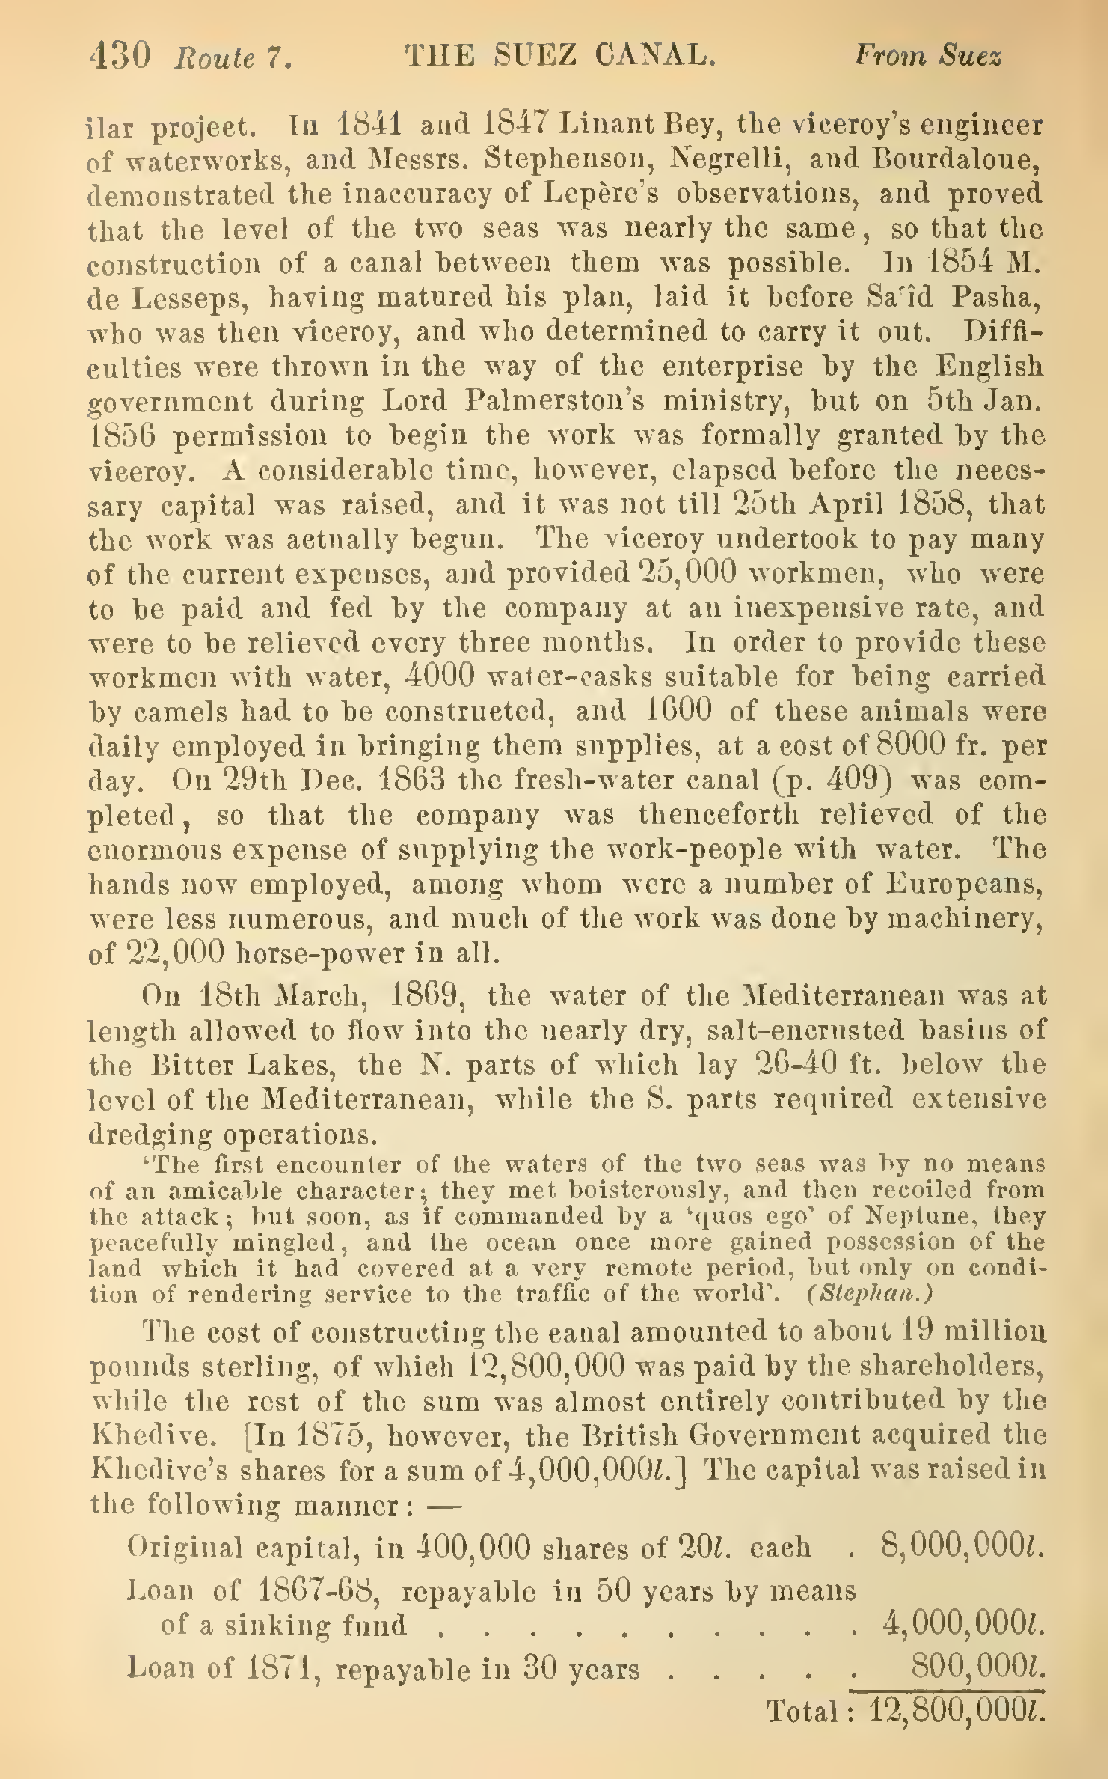 430 Route 7. THE SUEZ CANAL. From Suez
ilar project. In 1841 and 1847 Linant Bey, the viceroy's engineer
of waterworks, and Messrs. Stephenson, Negrelli, and Bourdaloue,
demonstrated the inaccuracy of Lepère's observations, and proved
that the level of the two seas was nearly the same, so that the
construction of a canal between them was possible. In 1854 M.
de Lesseps, having matured his plan, laid it before Sa'îd Pasha,
who was then viceroy, and who determined to carry it out. Diffi-
culties were thrown in the way of the enterprise by the English
government during Lord Palmerston's ministry, but on 5th Jan.
1856 permission to begin the work was formally granted by the
viceroy. A considerable time, however, elapsed before the neces-
sary capital was raised, and it was not till 25th April 1858, that
the work was actually begun. The viceroy undertook to pay many
of the current expenses, and provided 25,000 workmen, who were
to be paid and fed by the company at an inexpensive rate, and
were to be relieved every three months. In order to provide these
workmen with water, 4000 water-casks suitable for being carried
by camels had to be constructed, and 1600 of these animals were
daily employed in bringing them supplies, at a cost of 8000 fr. per
day. On 29th Dec. 1863 the fresh-water canal (p. 409) was com-
pleted, so that the company was thenceforth relieved of the
enormous expense of supplying the work-people with water. The
hands now employed, among whom were a number of Europeans,
were less numerous, and much of the work was done by machinery,
of 22,000 horse-power in all.
On 18th March, 1869, the water of the Mediterranean was at
length allowed to flow into the nearly dry, salt-encrusted basins of
the Bitter Lakes, the N. parts of which lay 26-40 ft. below the
level of the Mediterranean, while the S. parts required extensive
dredging operations.
'The first encounter of the waters of the two seas was by no means
of an amicable character; they met boisterously, and then recoiled from
the attack; but soon, as if commanded by a 'quos ego' of Neptune, they
peacefully mingled, and the ocean once more gained possession of the
land which it had covered at a very remote period, but only on condi-
tion of rendering service to the traffic of the world'. (Stephan.)
The cost of constructing the canal amounted to about 19 million
pounds sterling, of which 12,800,000 was paid by the shareholders,
while the rest of the sum was almost entirely contributed by the
Khedive. [In 1875, however, the British Government acquired the
Khedive's shares for a sum of 4,000,000l.] The capital was raised in
the following manner: —
Original capital, in 400,000 shares of 20l. each . 8,000,000l.
Loan of 1867-68, repayable in 50 years by means
of a sinking fund . . . . . . . . . . 4,000,000l.
Loan of 1871, repayable in 30 years . . . . . 800,000l.
Total: 12,800,000l.